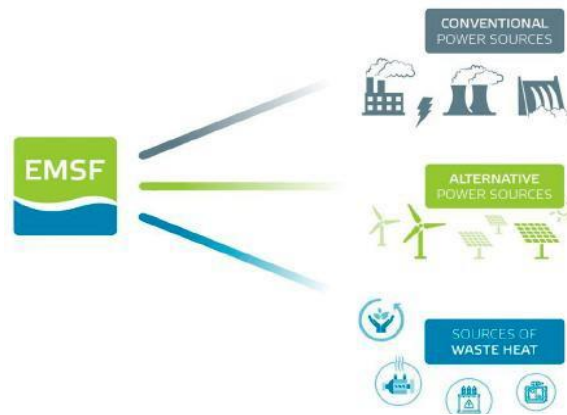 CONVENTIONAL
POWER SOURCES
EMSF
ALTERNATIVE
POWER SOURCES
SOURCES OF
WASTE HEAT